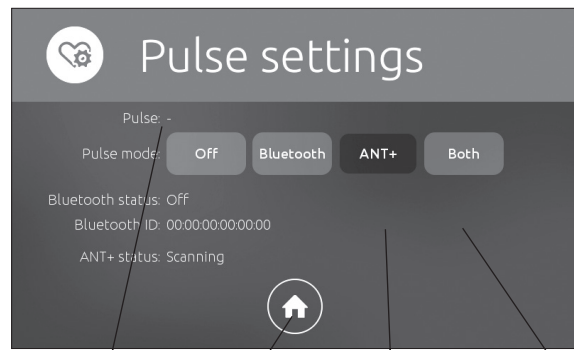 Pulse settings
Pulse: -
Pulse mode: Off Bluetooth ANT+ Both
Bluetooth status: Off
Bluetooth ID: 00:00:00:00:00:00
ANT+ status: Scanning